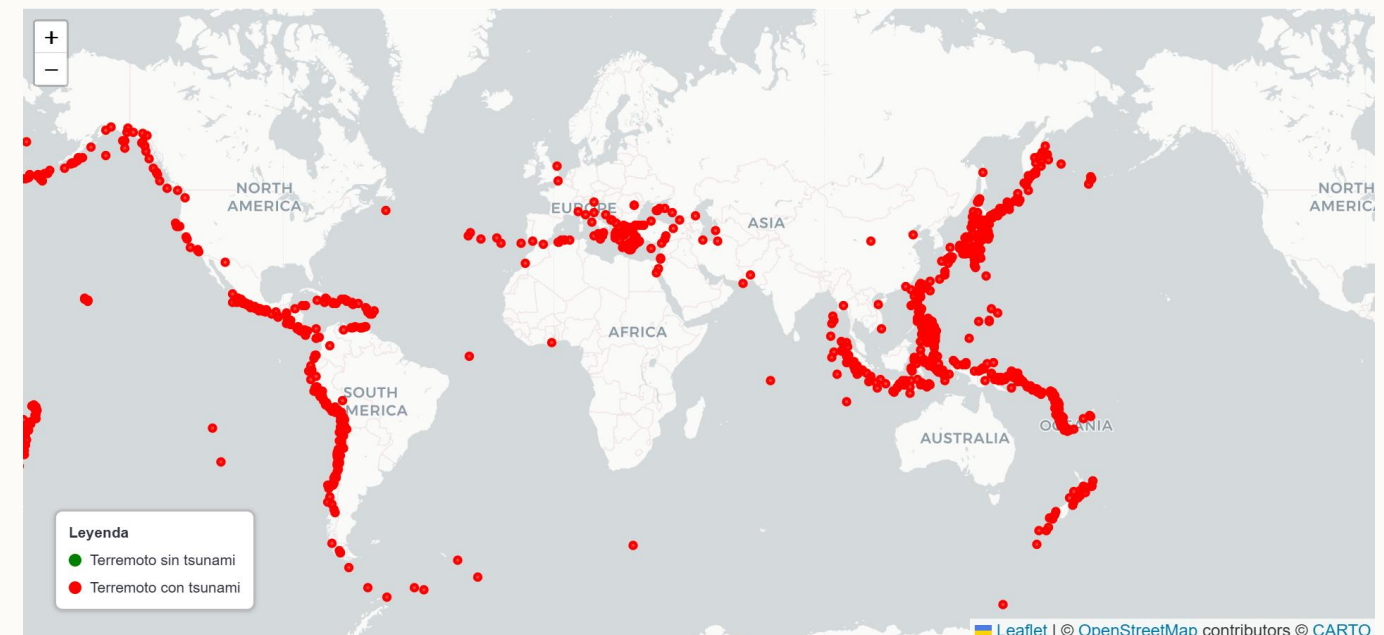 +
−
NORTH
AMERICA
EUROPE
ASIA
NORTH
AMERICA
AFRICA
SOUTH
AMERICA
AUSTRALIA
OCEANIA
Leyenda
Terremoto sin tsunami
Terremoto con tsunami
Leaflet | © OpenStreetMap contributors © CARTO